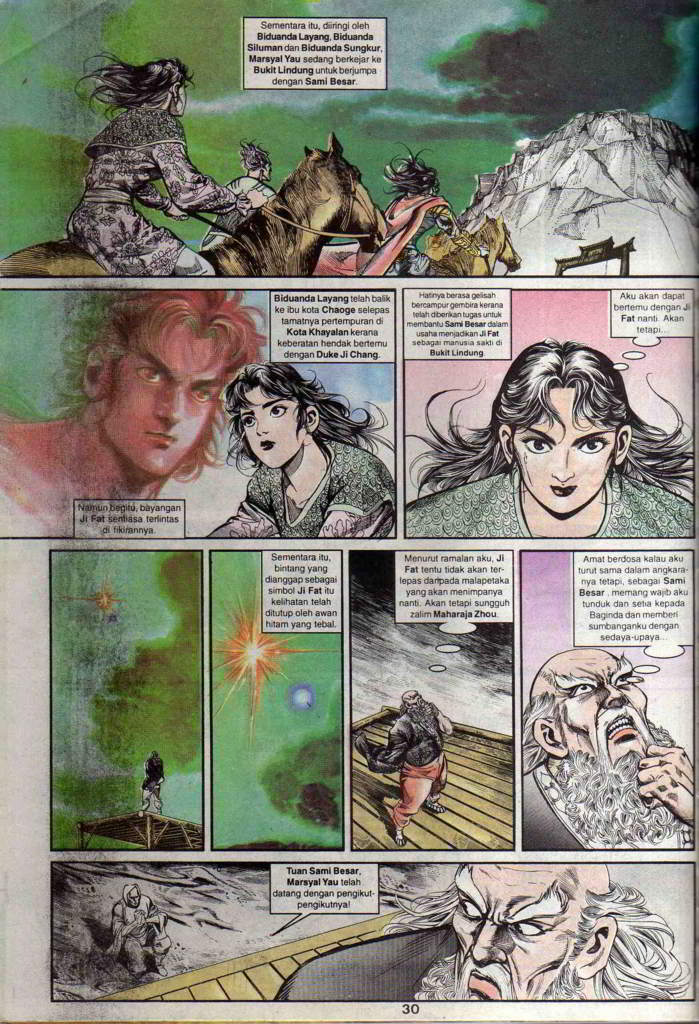 Sementara itu, diiringi oleh
Biduanda Layang, Biduanda
Siluman dan Biduanda Sungkur,
Marsyal Yau sedang berkejar ke
Bukit Lindung untuk berjumpa
dengan Sami Besar.
Biduanda Layang telah balik
ke ibu kota Chaoge selepas
tamatnya pertempuran di
Kota Khayalan kerana
keberatan hendak bertemu
dengan Duke Ji Chang.
Namun begitu, bayangan
Ji Fat sentiasa terlintas
di fikirannya.
Hatinya berasa gelisah
bercampur gembira kerana
telah diberikan tugas untuk
membantu Sami Besar dalam
usaha menjadikan Ji Fat
sebagai manusia sakti di
Bukit Lindung.
Aku akan dapat
bertemu dengan Ji
Fat nanti. Akan
tetapi...
Sementara itu,
bintang yang
dianggap sebagai
simbol Ji Fat itu
kelihatan telah
ditutup oleh awan
hitam yang tebal.
Menurut ramalan aku, Ji
Fat tentu tidak akan ter-
lepas daripada malapetaka
yang akan menimpanya
nanti. Akan tetapi sungguh
zalim Maharaja Zhou.
Amat berdosa kalau aku
turut sama dalam angkara-
nya tetapi, sebagai Sami
Besar, memang wajib aku
tunduk dan setia kepada
Baginda dan memberi
sumbanganku dengan
sedaya-upaya...
Tuan Sami Besar,
Marsyal Yau telah
datang dengan pengikut-
pengikutnya!
30